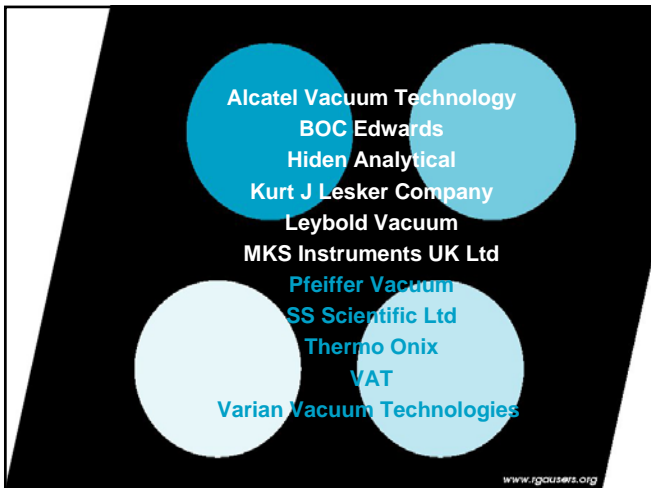 Alcatel Vacuum Technology
BOC Edwards
Hiden Analytical
Kurt J Lesker Company
Leybold Vacuum
MKS Instruments UK Ltd
Pfeiffer Vacuum
SS Scientific Ltd
Thermo Onix
VAT
Varian Vacuum Technologies
www.rgausers.org